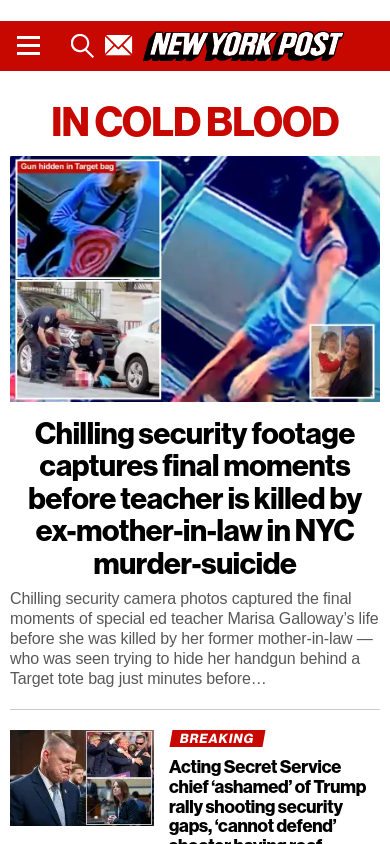 NEW YORK POST
IN COLD BLOOD
Gun hidden in Target bag
Chilling security footage
captures final moments
before teacher is killed by
ex-mother-in-law in NYC
murder-suicide
Chilling security camera photos captured the final
moments of special ed teacher Marisa Galloway’s life
before she was killed by her former mother-in-law —
who was seen trying to hide her handgun behind a
Target tote bag just minutes before…
BREAKING
Acting Secret Service
chief ‘ashamed’ of Trump
rally shooting security
gaps, ‘cannot defend’
shooter having roof